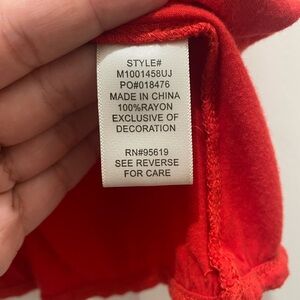 STYLE#
M1001458UJ
PO#018476
MADE IN CHINA
100%RAYON
EXCLUSIVE OF
DECORATION
RN#95619
SEE REVERSE
FOR CARE